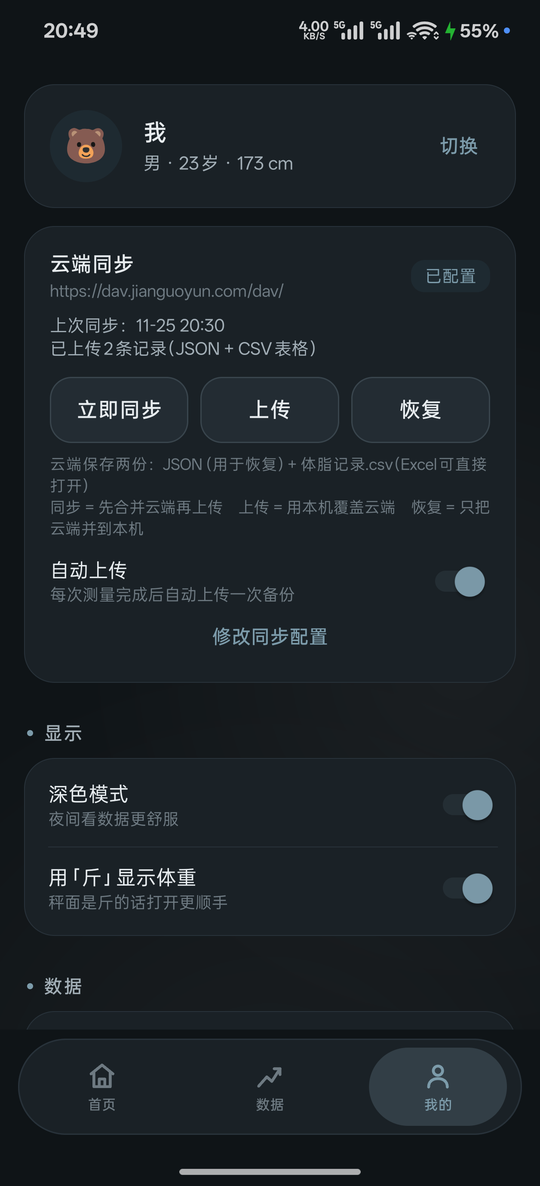 20:49
4.00 KB/S 5G 5G 55%
我
男 · 23岁 · 173 cm
切换
云端同步
https://dav.jianguoyun.com/dav/
已配置
上次同步：11-25 20:30
已上传2条记录(JSON + CSV表格)
立即同步 上传 恢复
云端保存两份：JSON (用于恢复) + 体脂记录.csv(Excel可直接
打开)
同步 = 先合并云端再上传　上传 = 用本机覆盖云端　恢复 = 只把
云端并到本机
自动上传
每次测量完成后自动上传一次备份
修改同步配置
显示
深色模式
夜间看数据更舒服
用「斤」显示体重
秤面是斤的话打开更顺手
数据
首页 数据 我的